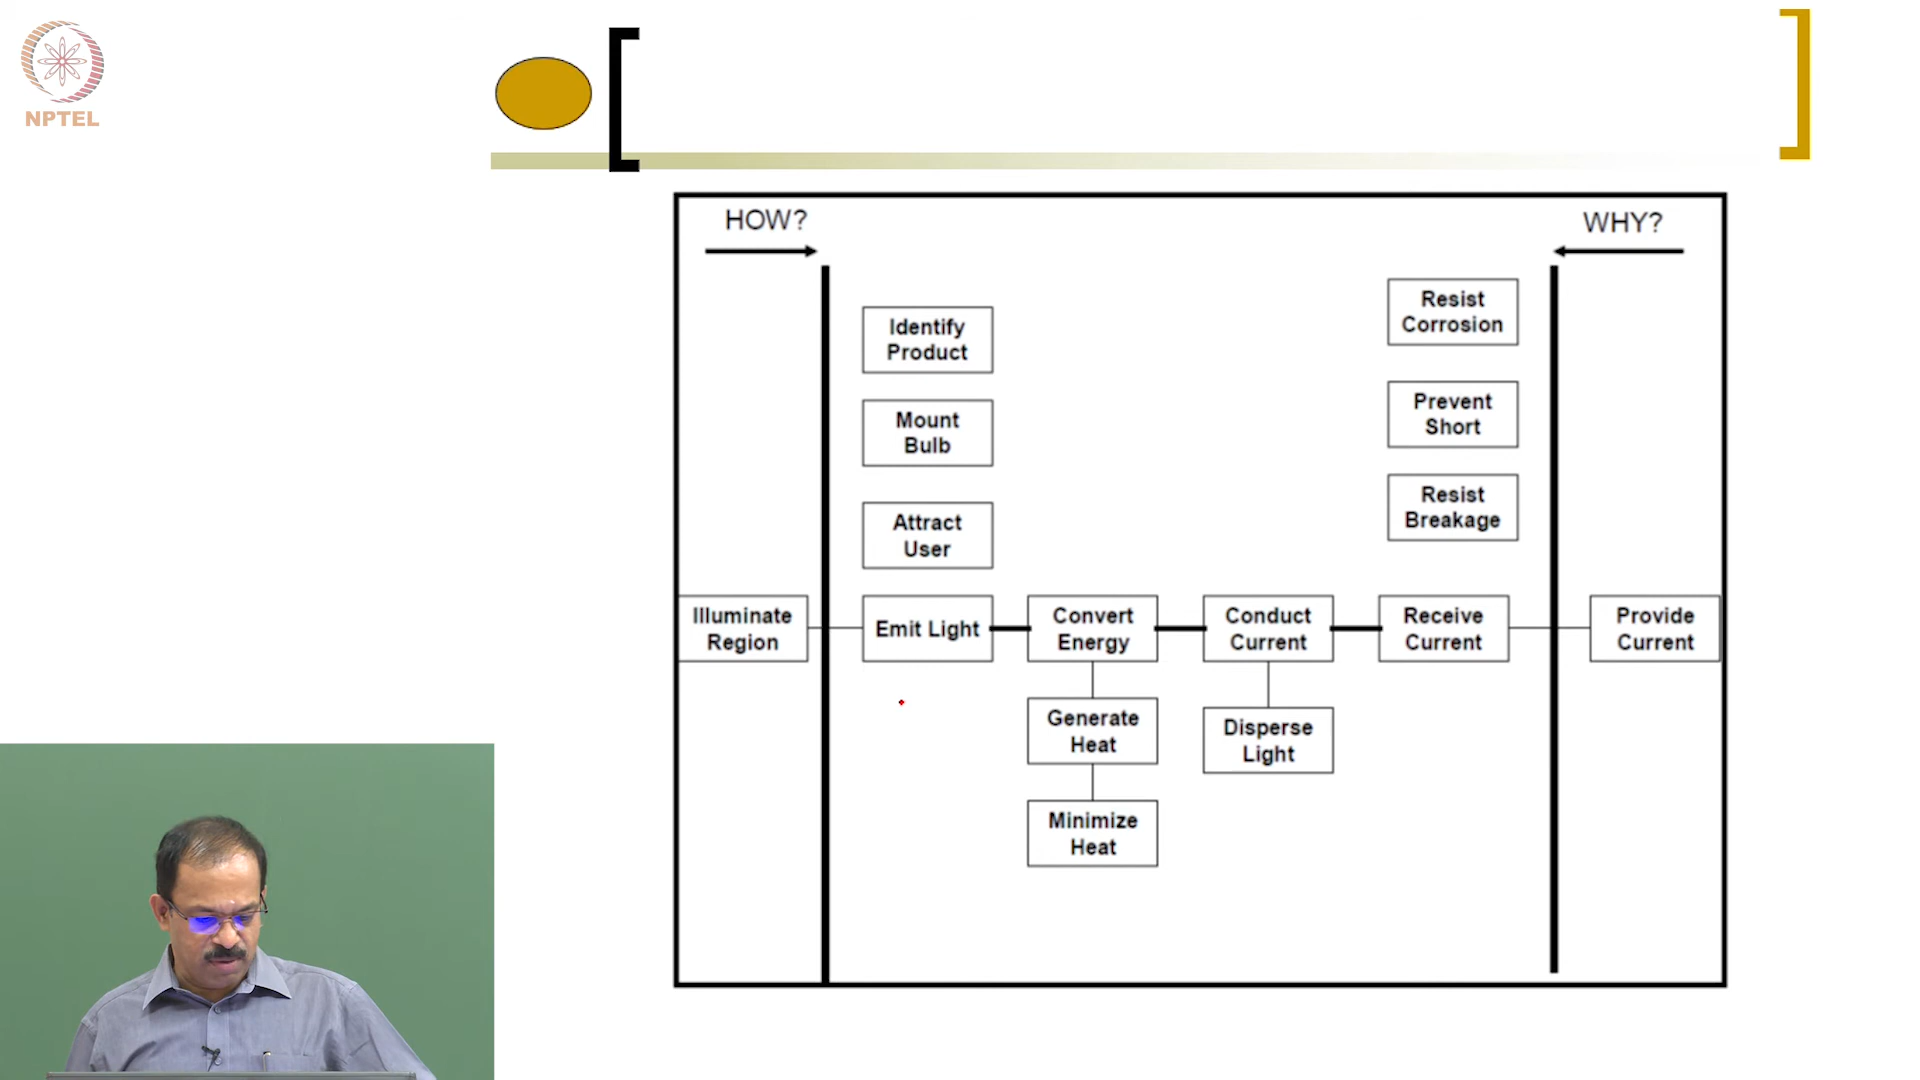 NPTEL
HOW?
WHY?
Identify
Product
Mount
Bulb
Attract
User
Resist
Corrosion
Prevent
Short
Resist
Breakage
Illuminate
Region
Emit Light
Convert
Energy
Conduct
Current
Receive
Current
Provide
Current
Generate
Heat
Disperse
Light
Minimize
Heat